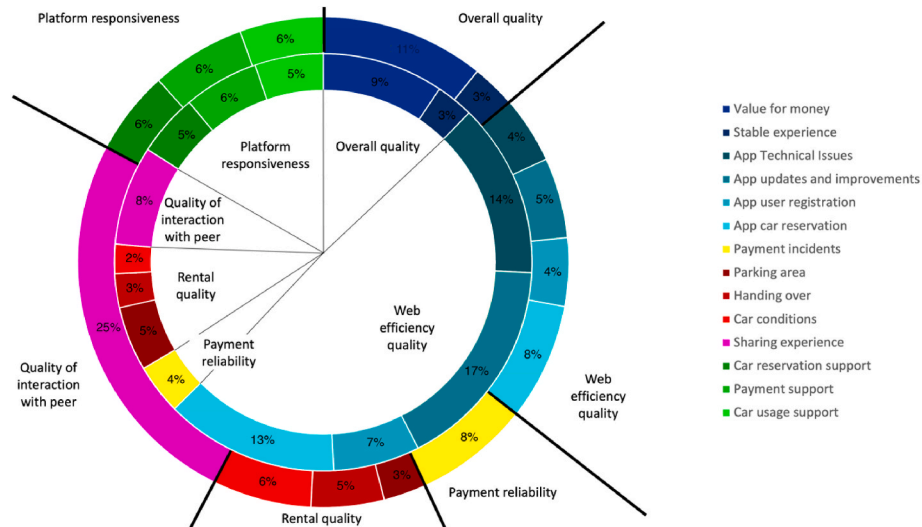 Platform responsiveness
Overall quality
6%
11%
6%
5%
9%
3%
6%
6%
3%
4%
6%
5%
Platform
responsiveness
Overall quality
Value for money
Stable experience
App Technical Issues
App updates and improvements
App user registration
App car reservation
Payment incidents
Parking area
Handing over
Car conditions
Sharing experience
Car reservation support
Payment support
Car usage support
8%
Quality of
interaction
with peer
14%
5%
2%
Rental
quality
3%
4%
25%
5%
Payment
reliability
Web
efficiency
quality
8%
4%
17%
Quality of
interaction
with peer
Web
efficiency
quality
13%
7%
8%
6%
5%
3%
Payment reliability
Rental quality